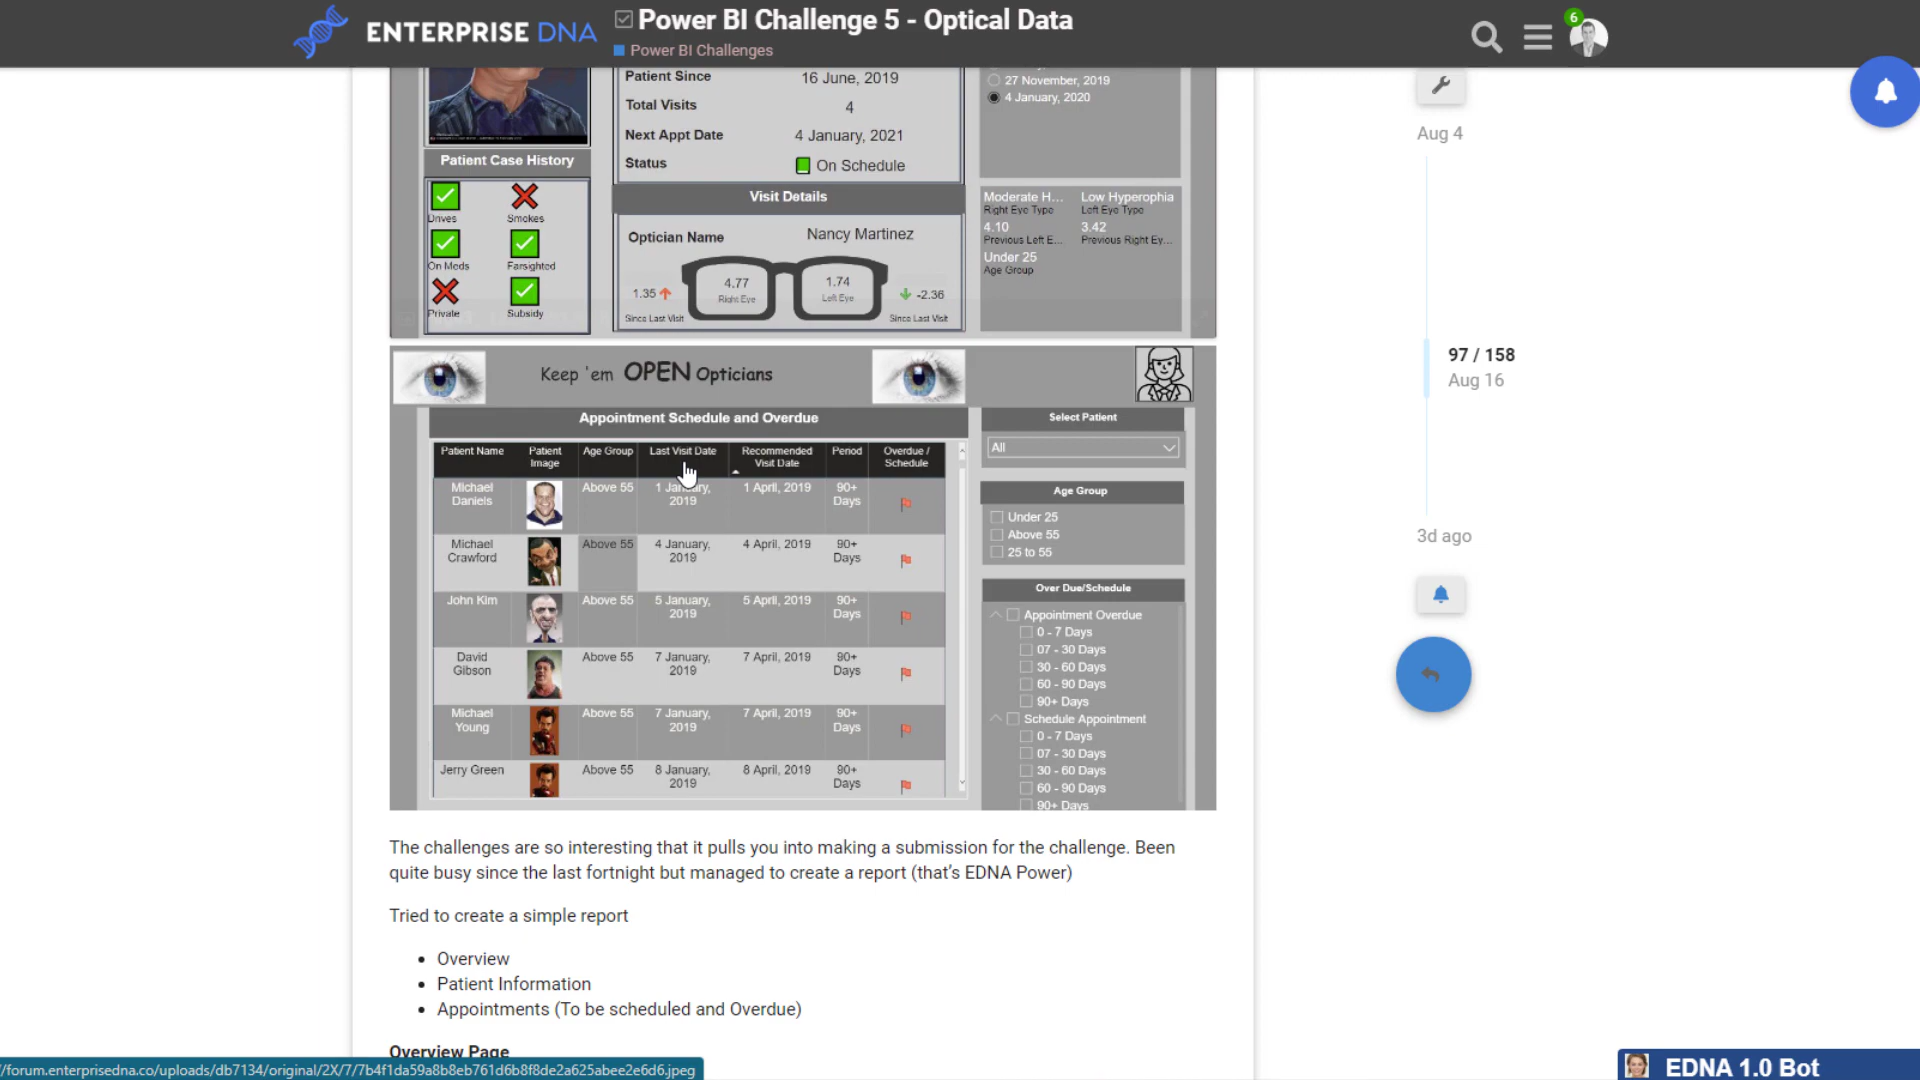 ENTERPRISE DNA
Power BI Challenge 5 - Optical Data
Power BI Challenges
6
Patient Since 16 June, 2019
Total Visits 4
Next Appt Date 4 January, 2021
Status On Schedule
27 November, 2019
4 January, 2020
Patient Case History
Drives Smokes
On Meds Farsighted
Private Subsidy
Visit Details
Optician Name Nancy Martinez
1.35 4.77 1.74 -2.36
Right Eye Left Eye
Since Last Visit Since Last Visit
Moderate H... Low Hyperophia
Right Eye Type Left Eye Type
4.10 3.42
Previous Left E... Previous Right Ey...
Under 25
Age Group
Keep 'em OPEN Opticians
Appointment Schedule and Overdue
Patient Name Patient Image Age Group Last Visit Date Recommended Visit Date Period Overdue / Schedule
Michael Daniels Above 55 1 January, 2019 1 April, 2019 90+ Days
Michael Crawford Above 55 4 January, 2019 4 April, 2019 90+ Days
John Kim Above 55 5 January, 2019 5 April, 2019 90+ Days
David Gibson Above 55 7 January, 2019 7 April, 2019 90+ Days
Michael Young Above 55 7 January, 2019 7 April, 2019 90+ Days
Jerry Green Above 55 8 January, 2019 8 April, 2019 90+ Days
Select Patient
All
Age Group
Under 25
Above 55
25 to 55
Over Due/Schedule
Appointment Overdue
0 - 7 Days
07 - 30 Days
30 - 60 Days
60 - 90 Days
90+ Days
Schedule Appointment
0 - 7 Days
07 - 30 Days
30 - 60 Days
60 - 90 Days
90+ Days
The challenges are so interesting that it pulls you into making a submission for the challenge. Been
quite busy since the last fortnight but managed to create a report (that's EDNA Power)
Tried to create a simple report
Overview
Patient Information
Appointments (To be scheduled and Overdue)
Overview Page
Aug 4
97 / 158
Aug 16
3d ago
/forum.enterprisedna.co/uploads/db7134/original/2X/7/7b4f1da59a8b8eb761d6b8f8de2a625abee2e6d6.jpeg
EDNA 1.0 Bot